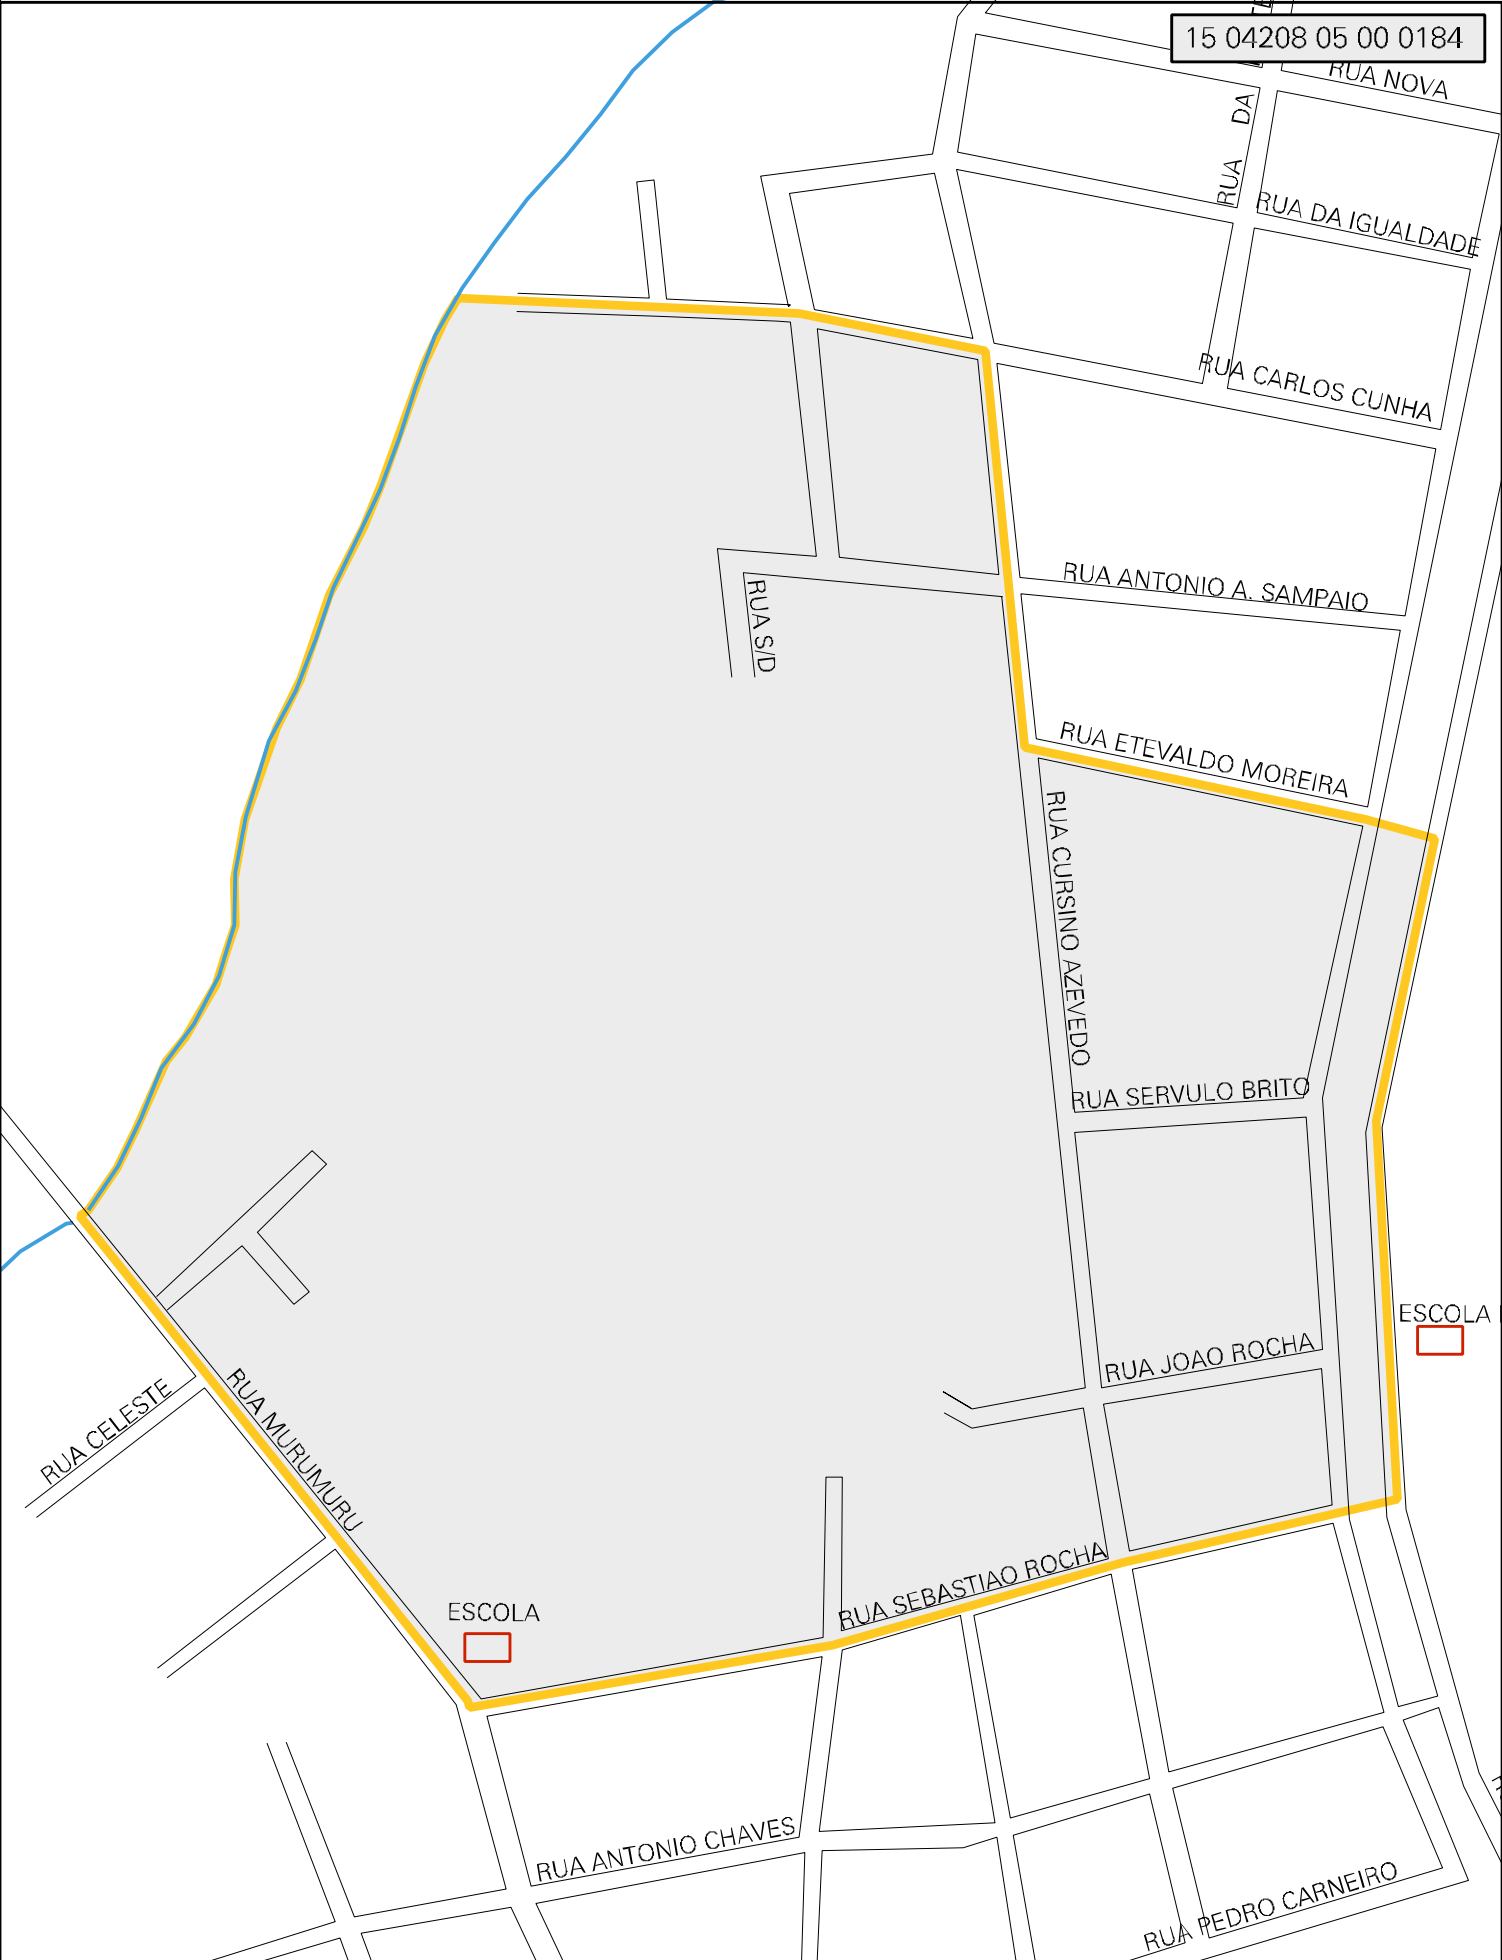 15 04208 05 00 0184
RUA NOVA
RUA DA
RUA DA IGUALDADE
RUA CARLOS CUNHA
RUA ANTONIO A. SAMPAIO
RUA S/D
RUA ETEVALDO MOREIRA
RUA CURSINO AZEVEDO
RUA SERVULO BRITO
ESCOLA
RUA JOAO ROCHA
RUA CELESTE
RUA MURUMURU
RUA SEBASTIAO ROCHA
ESCOLA
RUA ANTONIO CHAVES
RUA PEDRO CARNEIRO